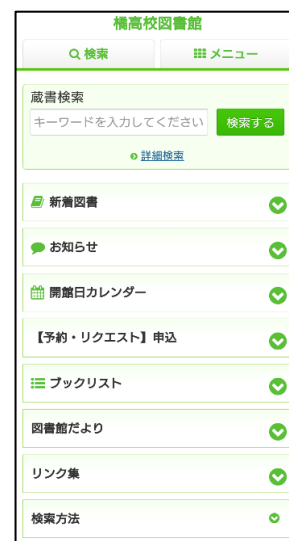 橘高校図書館
検索
メニュー
蔵書検索
キーワードを入力してください
検索する
詳細検索
新着図書
お知らせ
開館日カレンダー
【予約・リクエスト】申込
ブックリスト
図書館だより
リンク集
検索方法